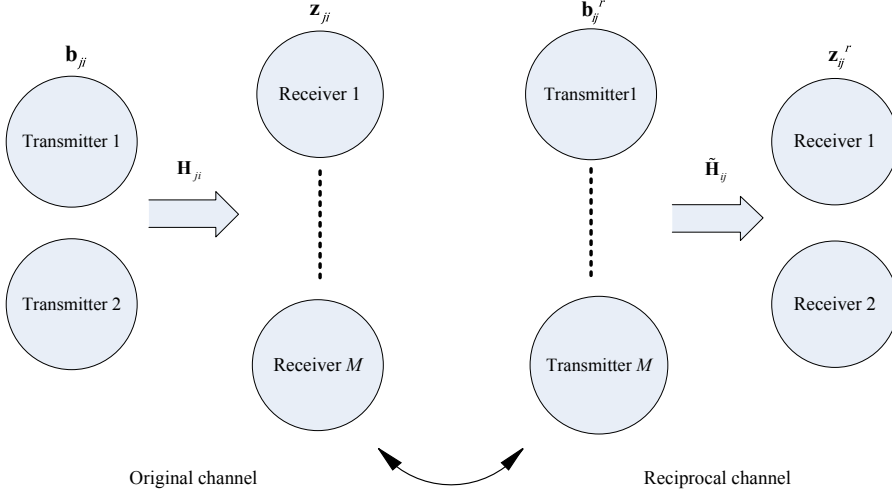 b_ji
z_ji
b_ij^r
z_ij^r
Transmitter 1
Receiver 1
Transmitter1
Receiver 1
H_ji
H̃_ij
Transmitter 2
Receiver M
Transmitter M
Receiver 2
Original channel
Reciprocal channel